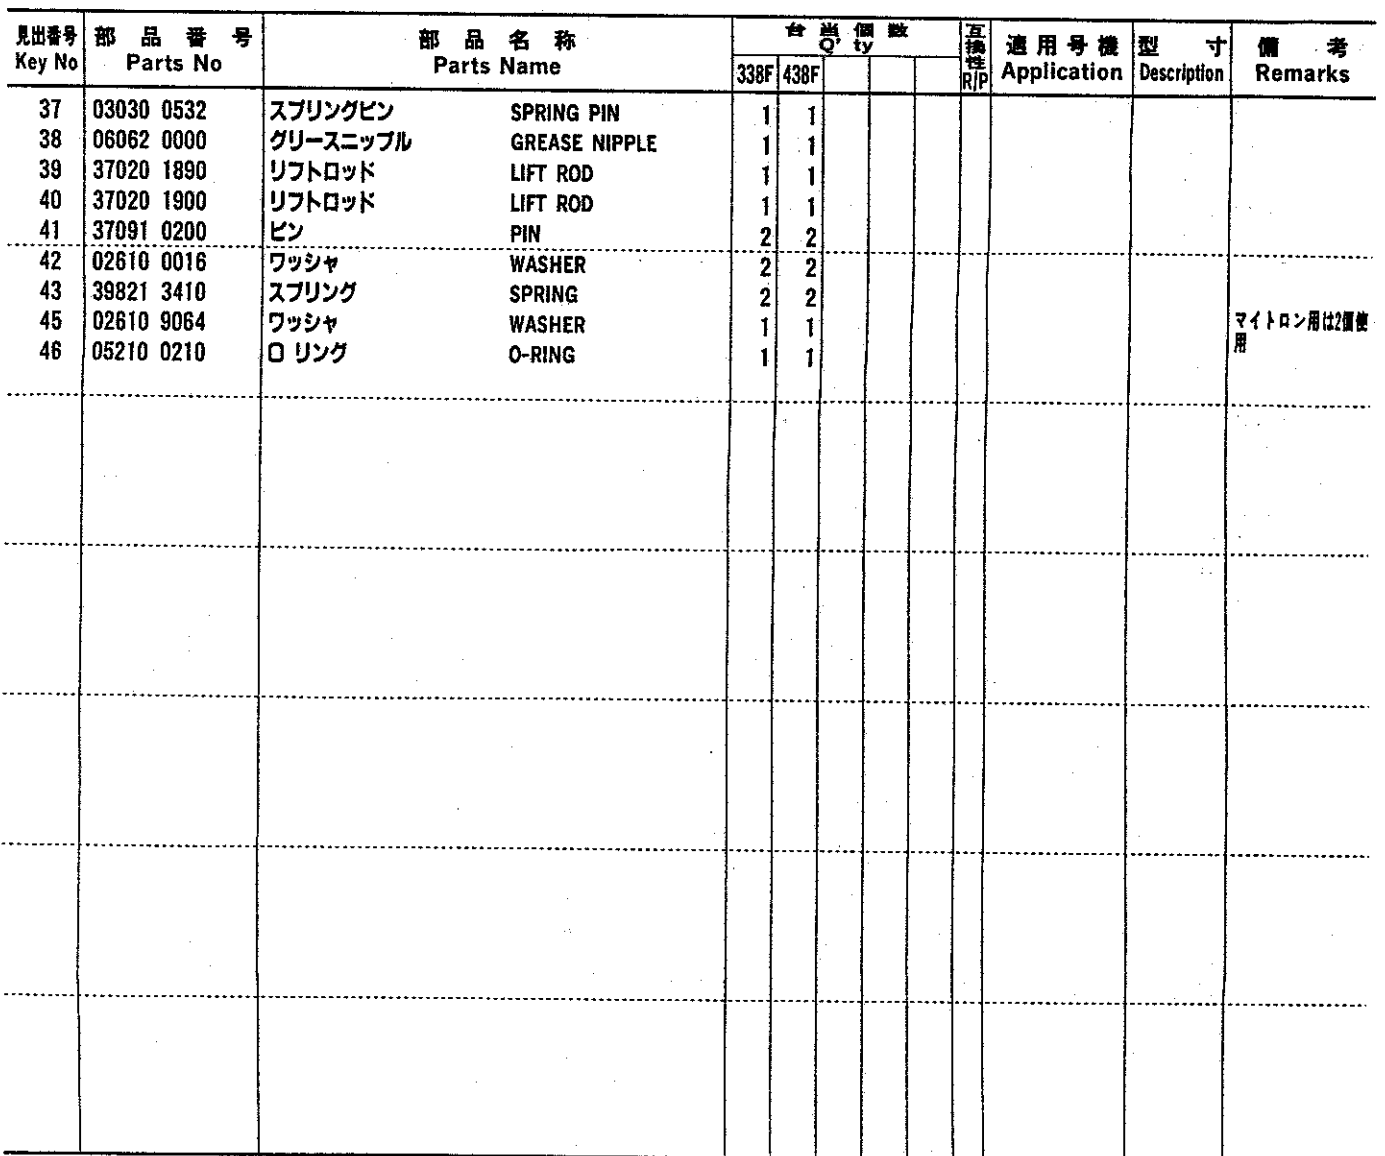 見出番号 部品番号 部品名称 台当個数 互換性 適用号機 型寸 備考
Key No Parts No Parts Name Q'ty R/P Application Description Remarks
338F 438F
37 03030 0532 スプリングピン SPRING PIN 1 1
38 06062 0000 グリースニップル GREASE NIPPLE 1 1
39 37020 1890 リフトロッド LIFT ROD 1 1
40 37020 1900 リフトロッド LIFT ROD 1 1
41 37091 0200 ピン PIN 2 2
42 02610 0016 ワッシャ WASHER 2 2
43 39821 3410 スプリング SPRING 2 2
45 02610 9064 ワッシャ WASHER 1 1 マイトロン用は2個使
用
46 05210 0210 O リング O-RING 1 1